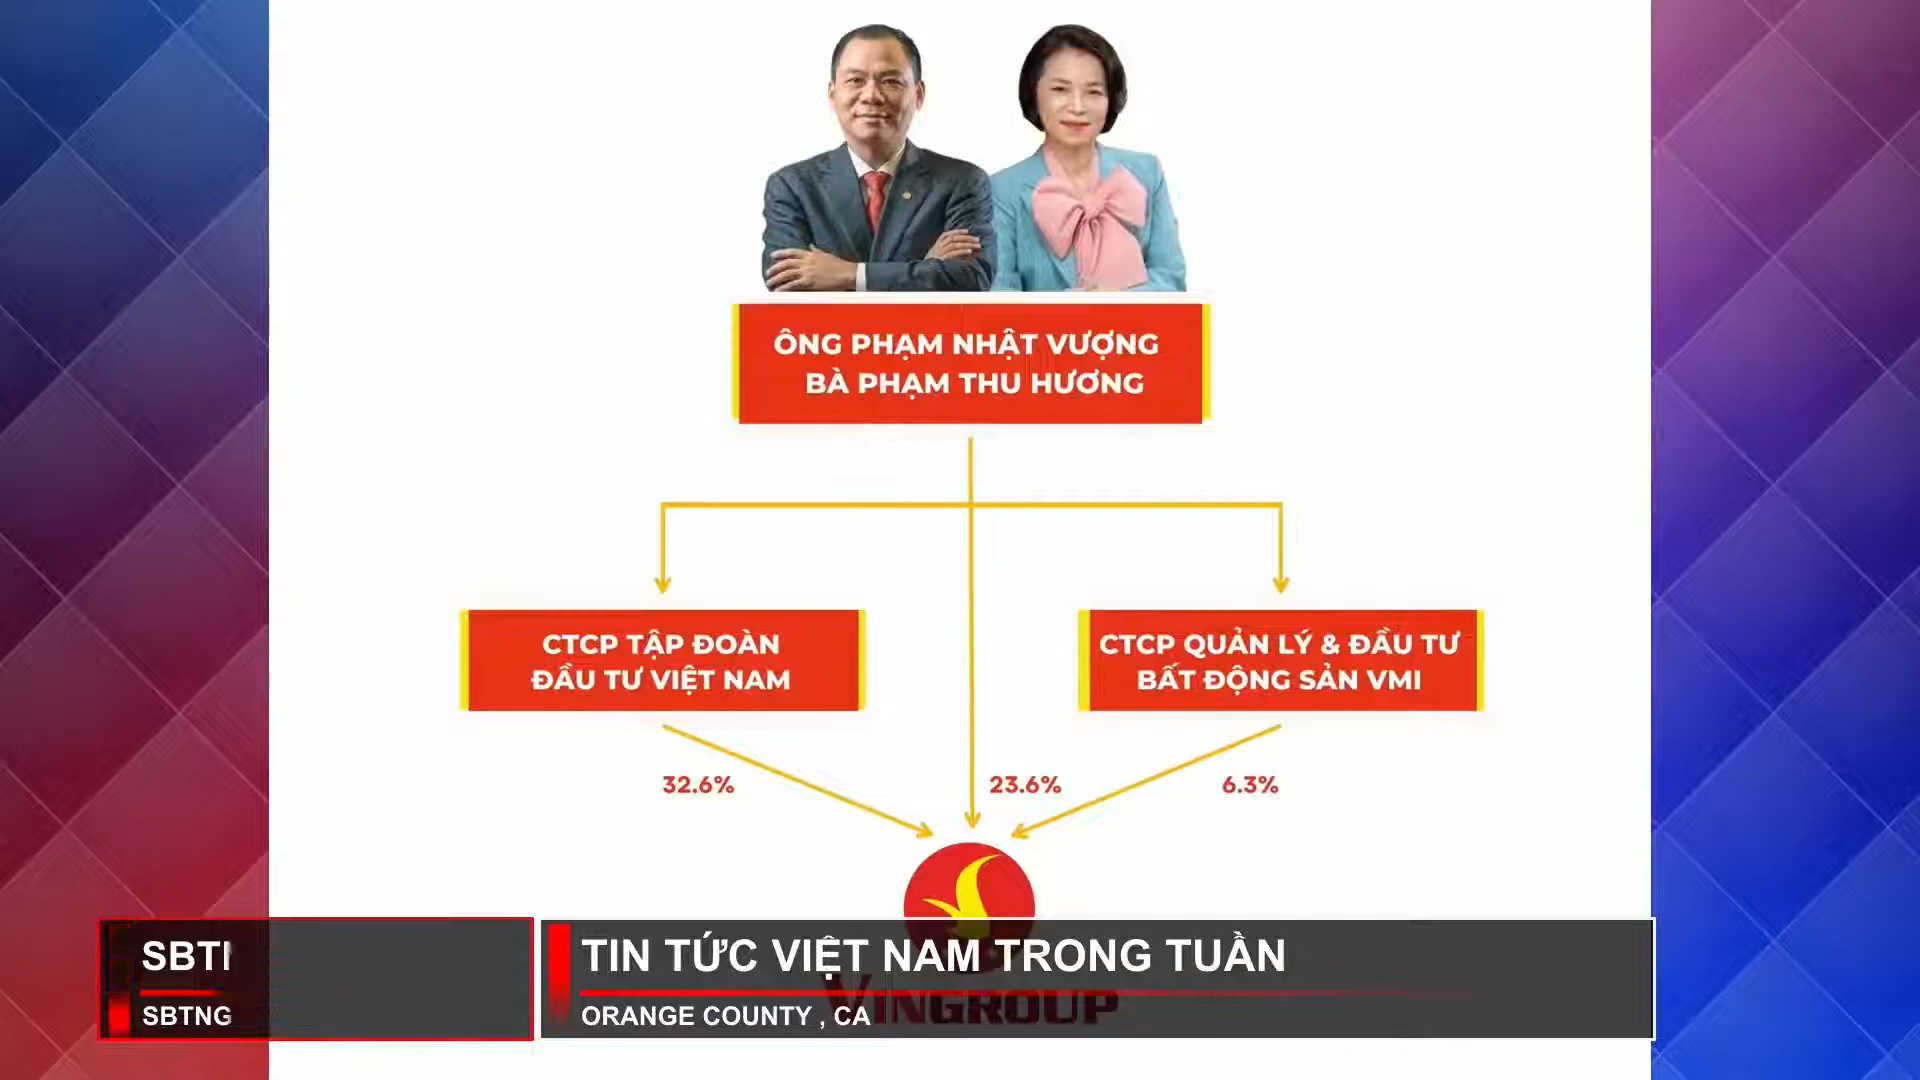 ÔNG PHẠM NHẬT VƯỢNG
BÀ PHẠM THU HƯƠNG
CTCP TẬP ĐOÀN
ĐẦU TƯ VIỆT NAM
CTCP QUẢN LÝ & ĐẦU TƯ
BẤT ĐỘNG SẢN VMI
32.6%
23.6%
6.3%
VINGROUP
SBT
SBTNG
TIN TỨC VIỆT NAM TRONG TUẦN
ORANGE COUNTY , CA